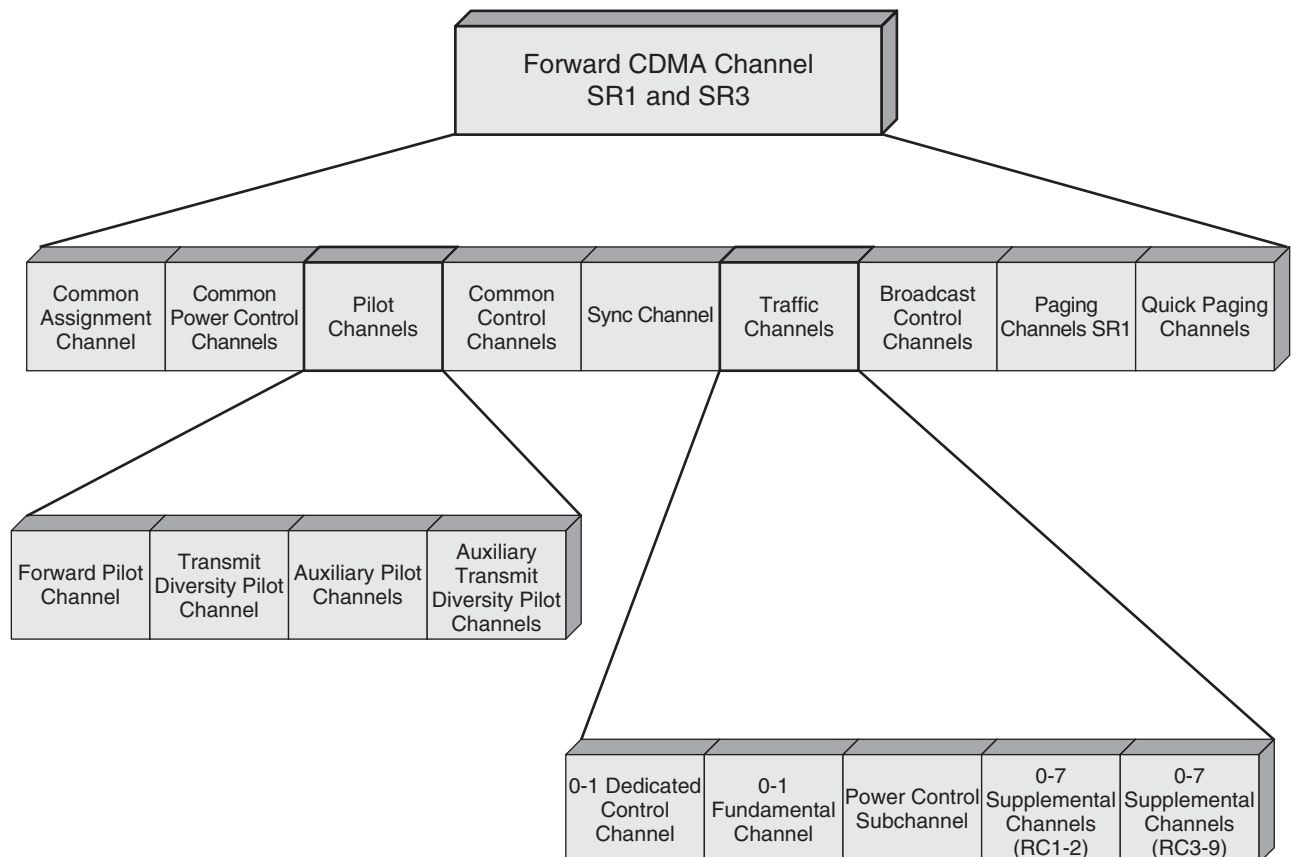 Forward CDMA Channel
SR1 and SR3
Common
Assignment
Channel
Common
Power Control
Channels
Pilot
Channels
Common
Control
Channels
Sync Channel
Traffic
Channels
Broadcast
Control
Channels
Paging
Channels SR1
Quick Paging
Channels
Forward Pilot
Channel
Transmit
Diversity Pilot
Channel
Auxiliary Pilot
Channels
Auxiliary
Transmit
Diversity Pilot
Channels
0-1 Dedicated
Control
Channel
0-1
Fundamental
Channel
Power Control
Subchannel
0-7
Supplemental
Channels
(RC1-2)
0-7
Supplemental
Channels
(RC3-9)